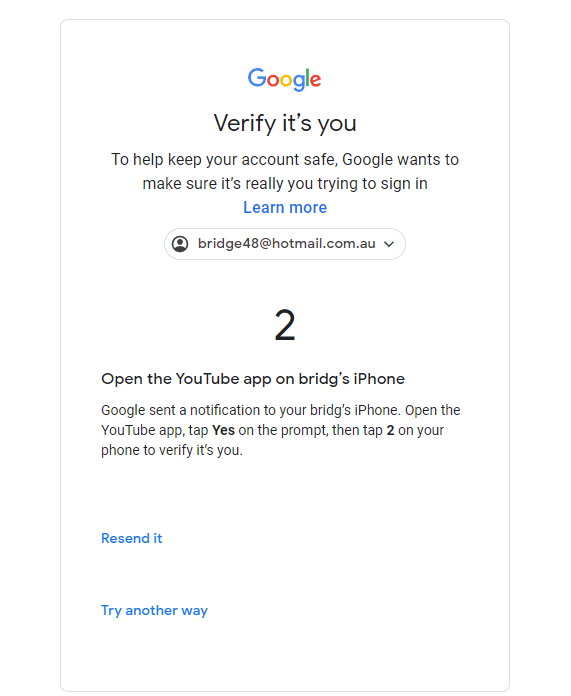 Google
Verify it’s you
To help keep your account safe, Google wants to
make sure it’s really you trying to sign in
Learn more
bridge48@hotmail.com.au
2
Open the YouTube app on bridg’s iPhone
Google sent a notification to your bridg’s iPhone. Open the
YouTube app, tap Yes on the prompt, then tap 2 on your
phone to verify it’s you.
Resend it
Try another way